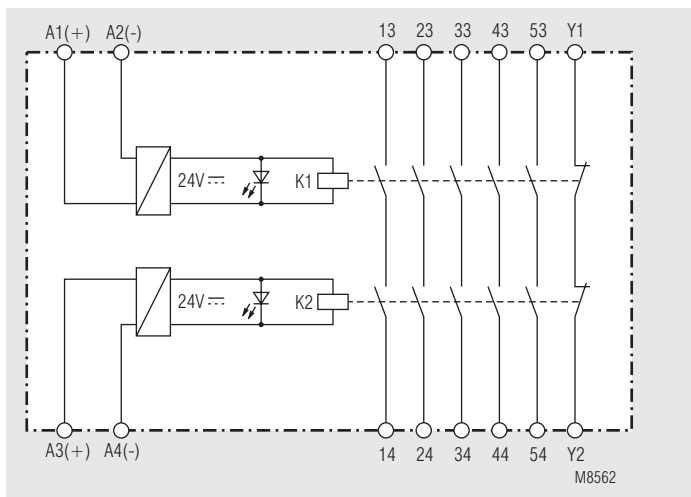 A1(+) A2(-) 13 23 33 43 53 Y1
24V K1
24V K2
A3(+) A4(-) 14 24 34 44 54 Y2
M8562